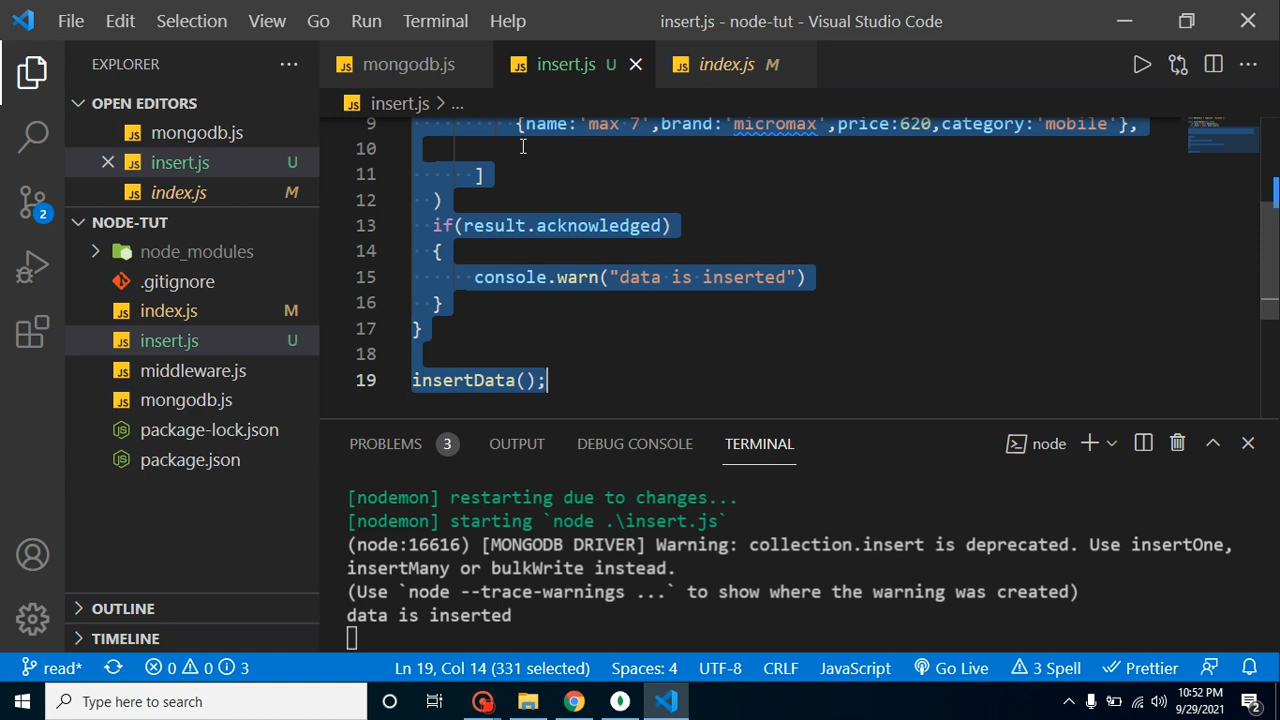 File Edit Selection View Go Run Terminal Help insert.js - node-tut - Visual Studio Code
EXPLORER
mongodb.js insert.js U index.js M
OPEN EDITORS
mongodb.js
insert.js U
index.js M
NODE-TUT
node_modules
.gitignore
index.js M
insert.js U
middleware.js
mongodb.js
package-lock.json
package.json
OUTLINE
TIMELINE
2
insert.js > ...
9 {name:'max 7',brand:'micromax',price:620,category:'mobile'},
10
11 ]
12 )
13 if(result.acknowledged)
14 {
15 console.warn("data is inserted")
16 }
17 }
18
19 insertData();
PROBLEMS 3 OUTPUT DEBUG CONSOLE TERMINAL node
[nodemon] restarting due to changes...
[nodemon] starting `node .\insert.js`
(node:16616) [MONGODB DRIVER] Warning: collection.insert is deprecated. Use insertOne,
insertMany or bulkWrite instead.
(Use `node --trace-warnings ...` to show where the warning was created)
data is inserted
read* 0 0 3 Ln 19, Col 14 (331 selected) Spaces: 4 UTF-8 CRLF JavaScript Go Live 3 Spell Prettier
Type here to search
10:52 PM
9/29/2021
2